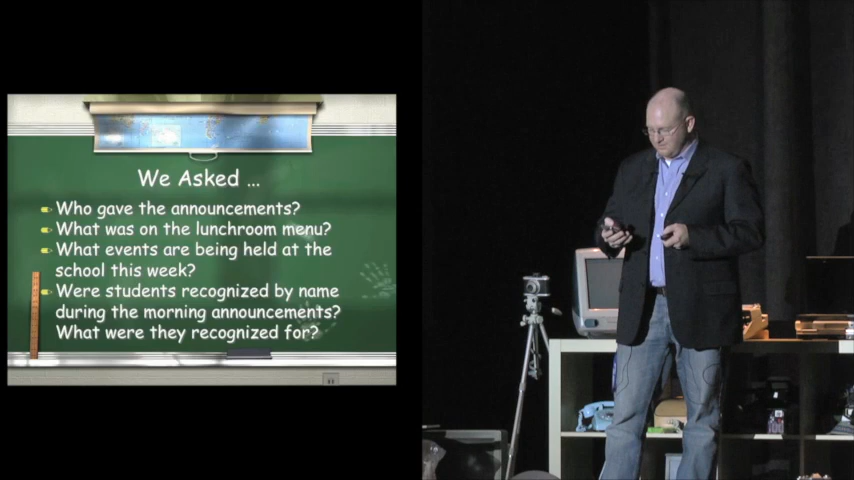 We Asked …
Who gave the announcements?
What was on the lunchroom menu?
What events are being held at the
school this week?
Were students recognized by name
during the morning announcements?
What were they recognized for?